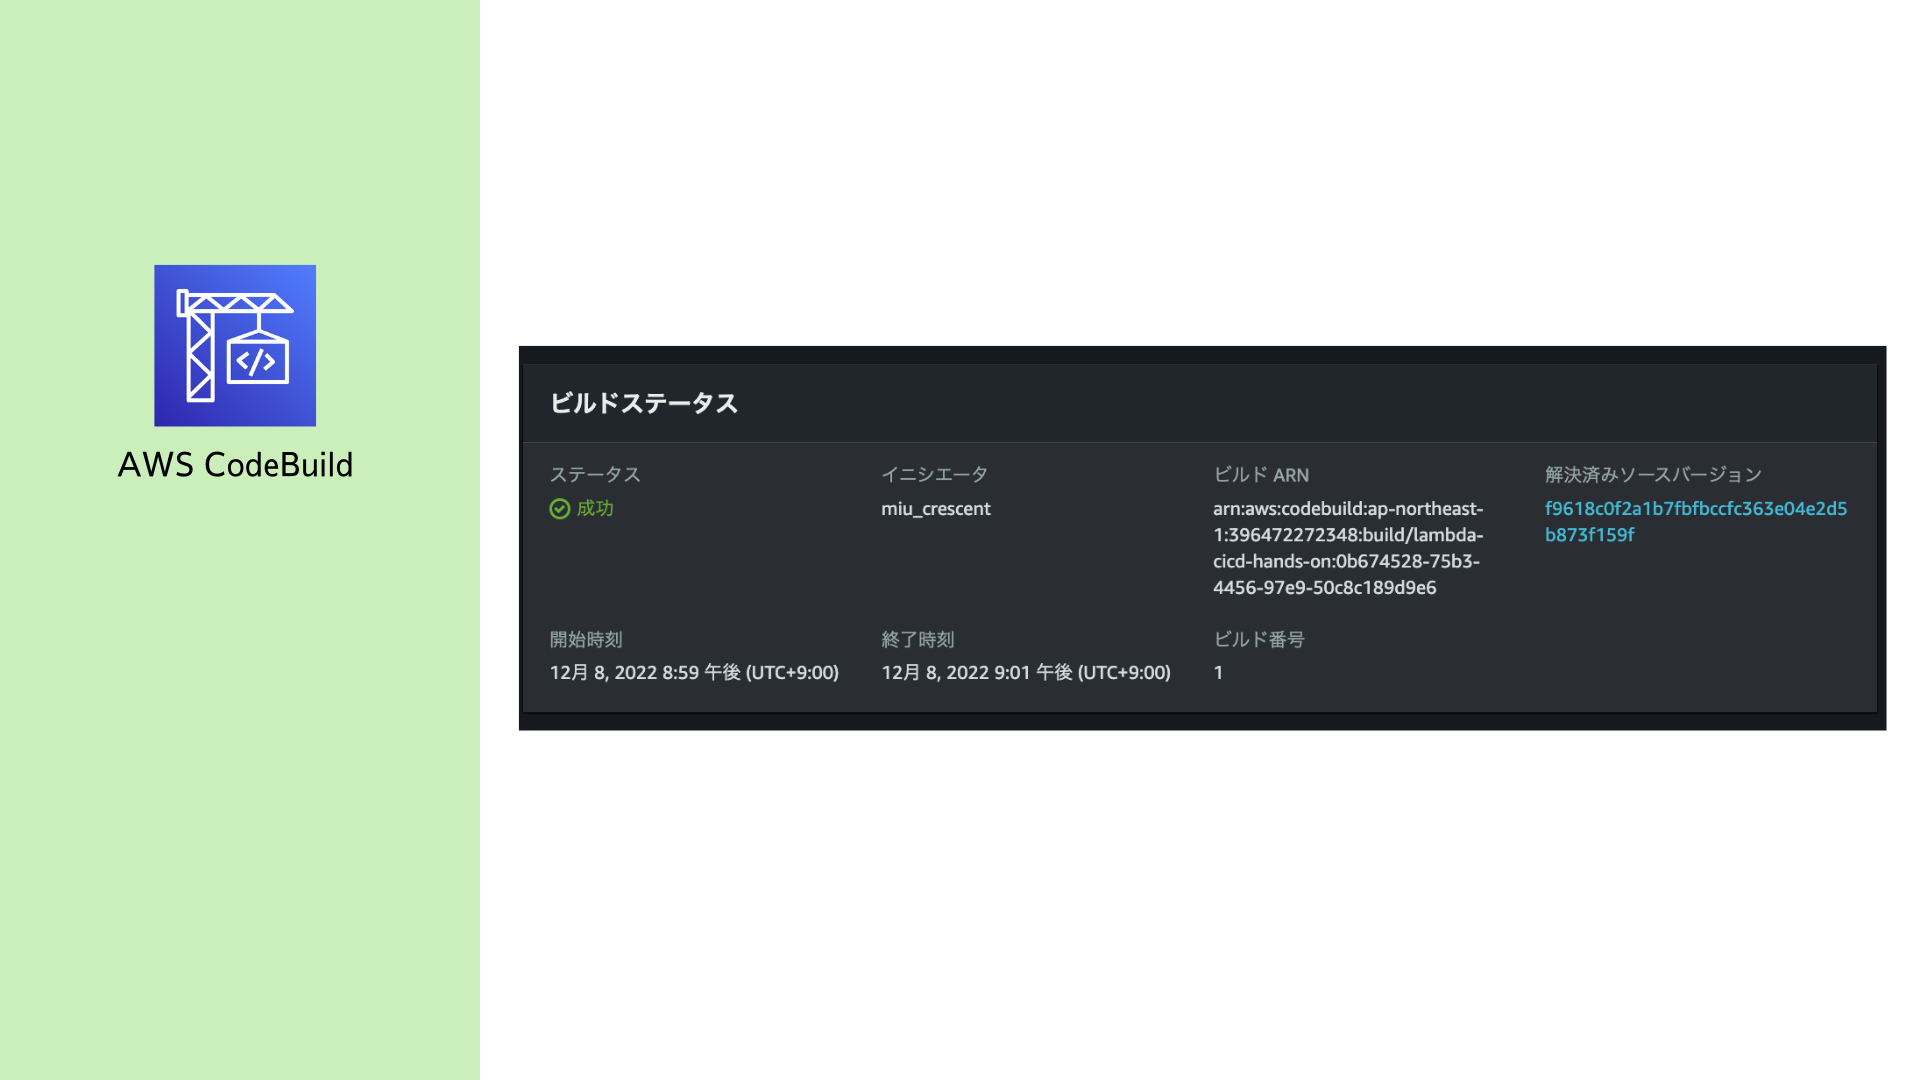 AWS CodeBuild
ビルドステータス
ステータス
成功
イニシエータ
miu_crescent
ビルド ARN
arn:aws:codebuild:ap-northeast-
1:396472272348:build/lambda-
cicd-hands-on:0b674528-75b3-
4456-97e9-50c8c189d9e6
解決済みソースバージョン
f9618c0f2a1b7fbfbccfc363e04e2d5
b873f159f
開始時刻
12月 8, 2022 8:59 午後 (UTC+9:00)
終了時刻
12月 8, 2022 9:01 午後 (UTC+9:00)
ビルド番号
1